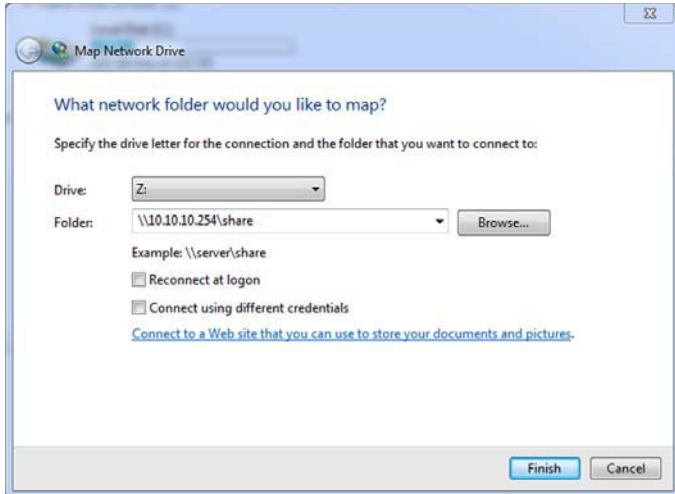 Map Network Drive
What network folder would you like to map?
Specify the drive letter for the connection and the folder that you want to connect to:
Drive: Z:
Folder: \\10.10.10.254\share Browse...
Example: \\server\share
Reconnect at logon
Connect using different credentials
Connect to a Web site that you can use to store your documents and pictures.
Finish Cancel